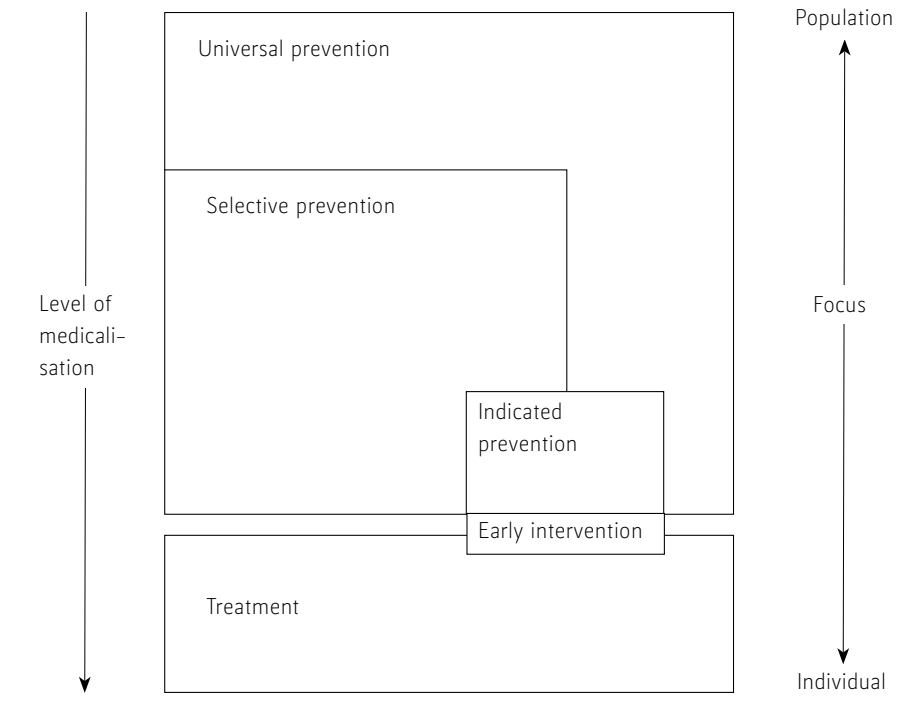 Population
Universal prevention
Selective prevention
Level of
medicali-
sation
Focus
Indicated
prevention
Early intervention
Treatment
Individual